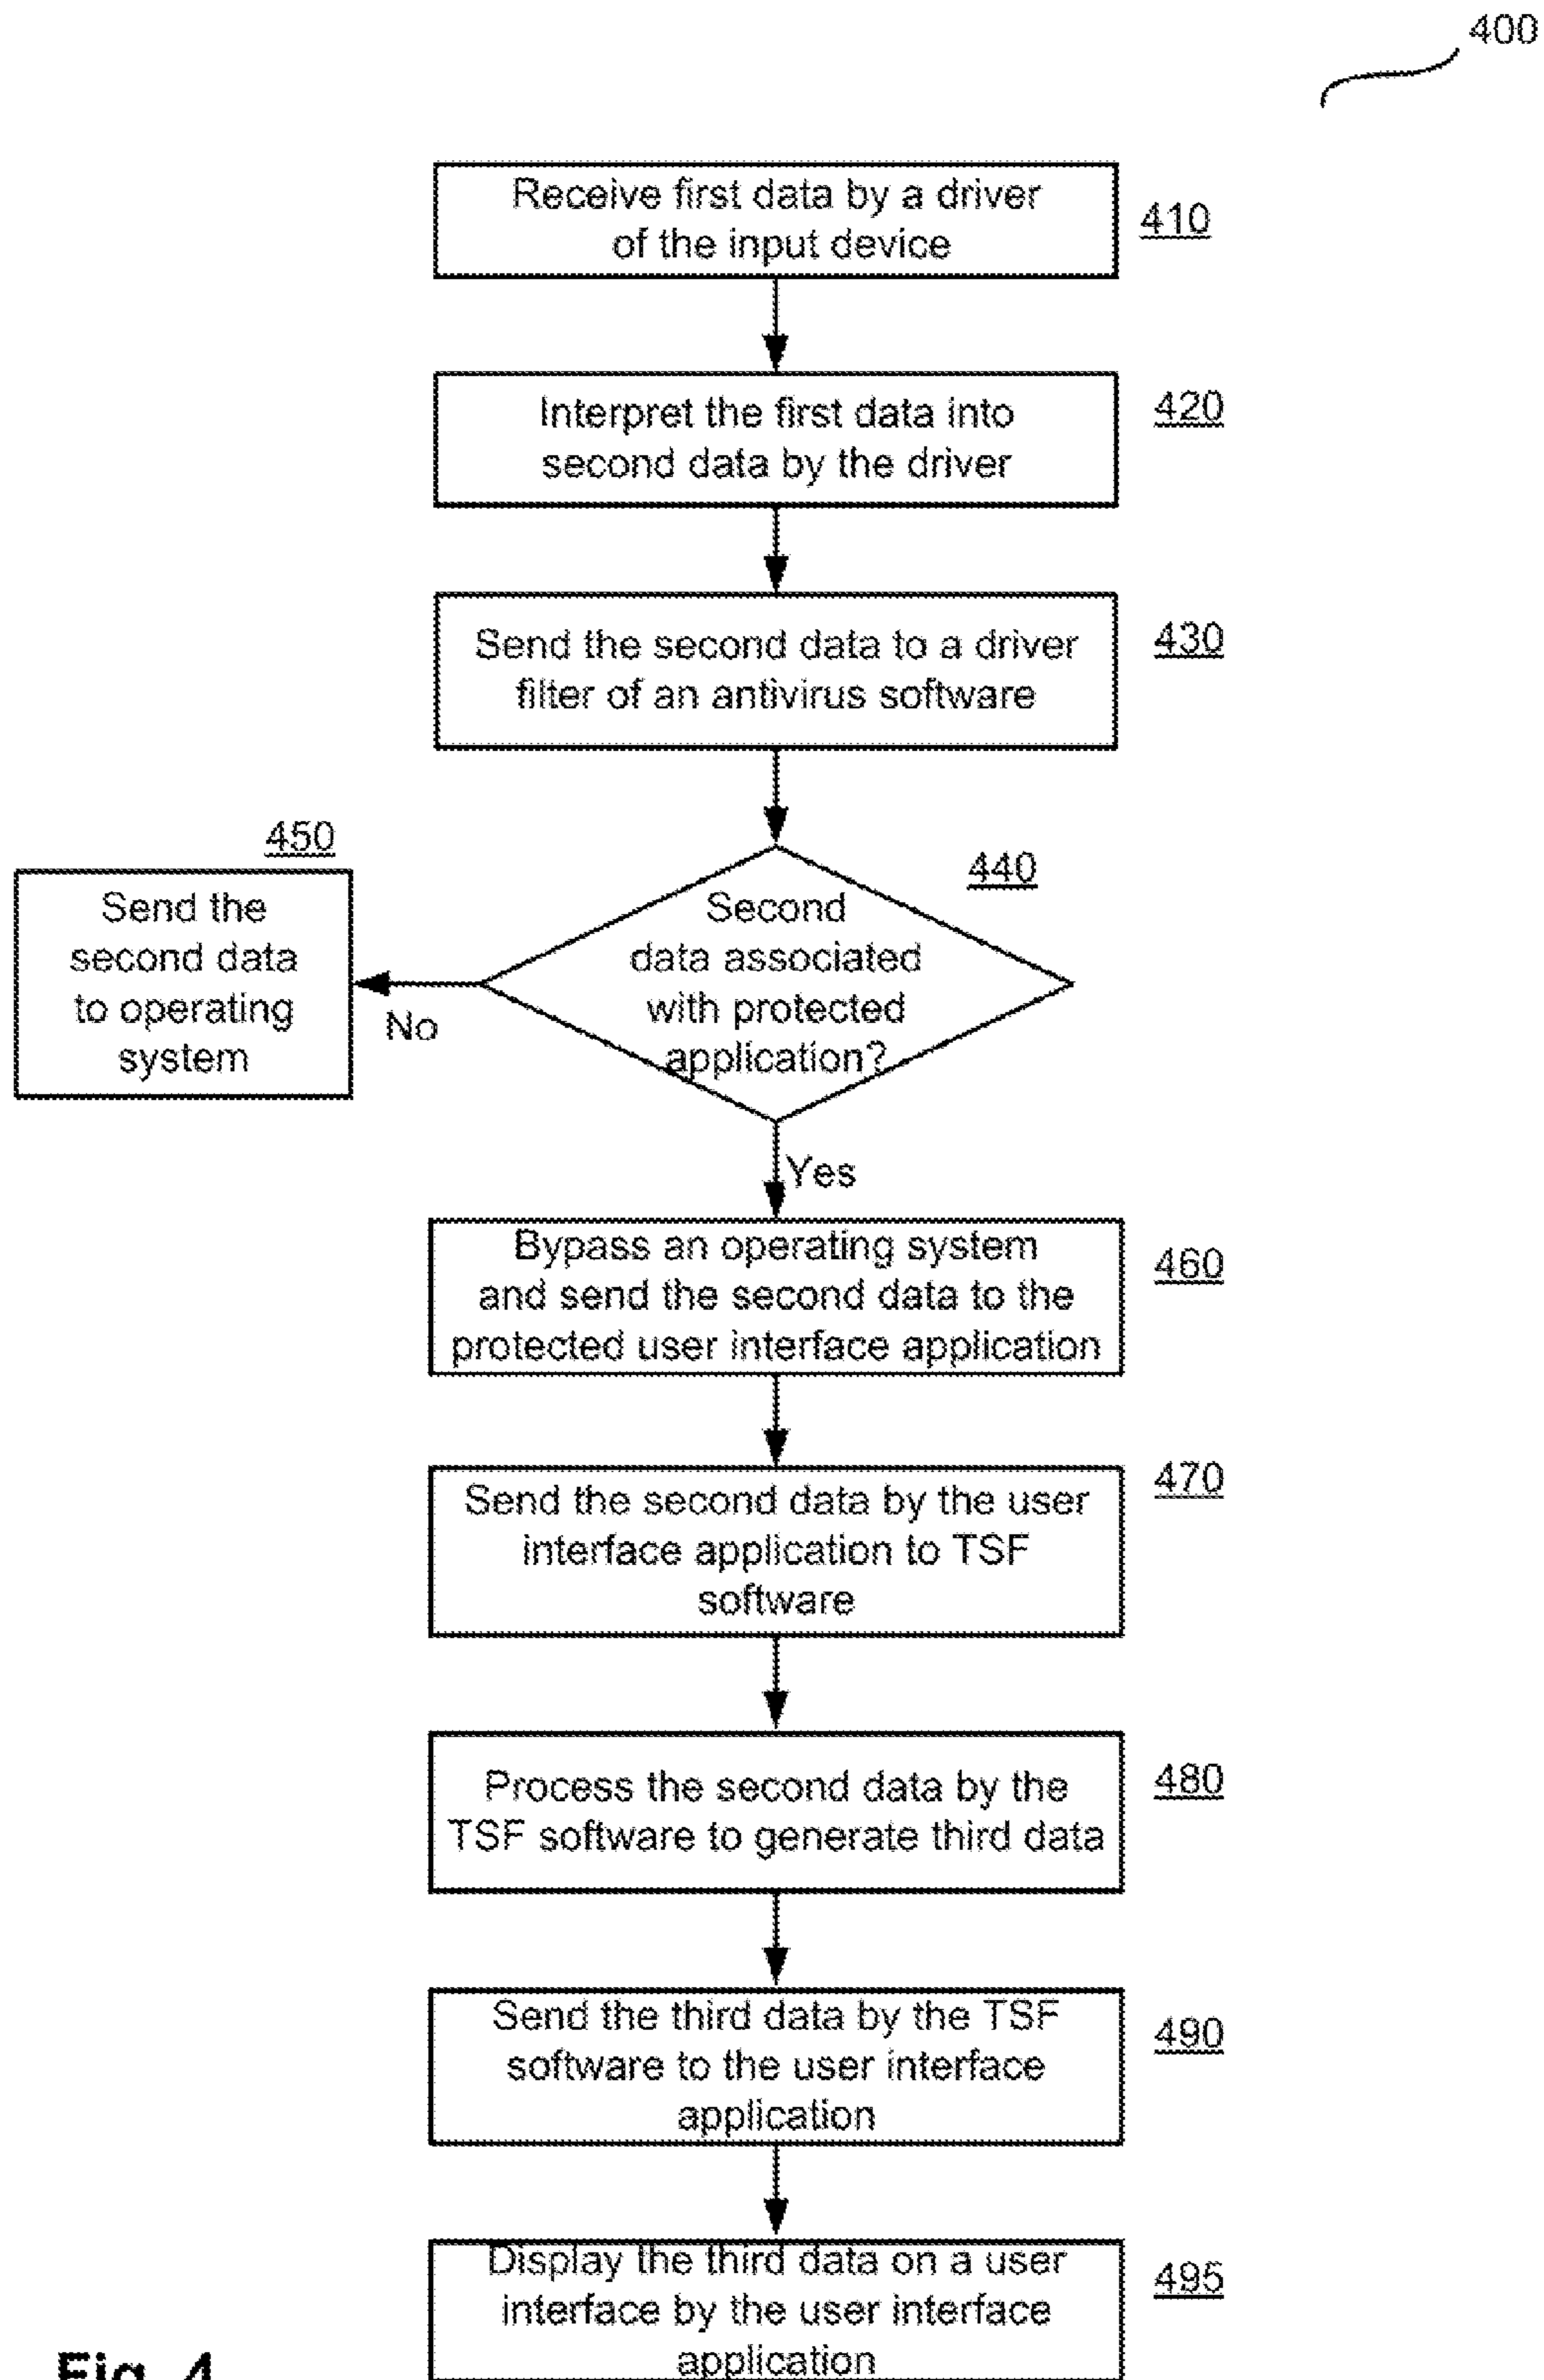 400
Receive first data by a driver
of the input device
410
Interpret the first data into
second data by the driver
420
Send the second data to a driver
filter of an antivirus software
430
450
Send the
second data
to operating
system
No
440
Second
data associated
with protected
application?
Yes
Bypass an operating system
and send the second data to the
protected user interface application
460
Send the second data by the user
interface application to TSF
software
470
Process the second data by the
TSF software to generate third data
480
Send the third data by the TSF
software to the user interface
application
490
Display the third data on a user
interface by the user interface
application
495
Fig. 4